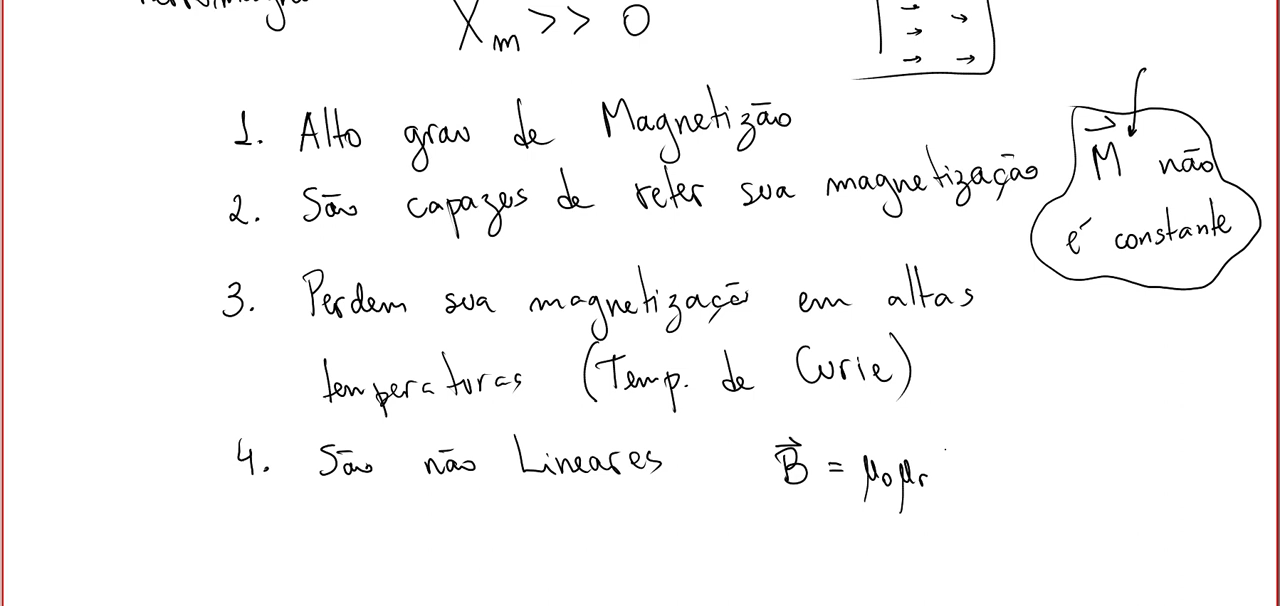 X_m >> 0
1. Alto grau de Magnetizão
2. São capazes de reter sua magnetização
M⃗ não
é constante
3. Perdem sua magnetização em altas
temperaturas (Temp. de Curie)
4. São não Lineares B⃗ = μ₀μᵣ